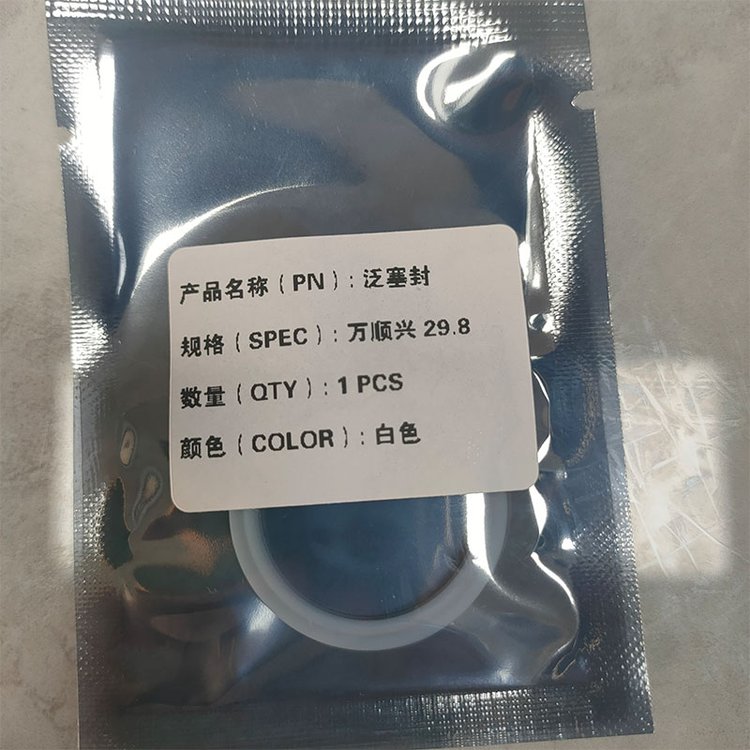 产品名称（PN）: 泛塞封
规格（SPEC）: 万顺兴 29.8
数量（QTY）: 1 PCS
颜色（COLOR）: 白色